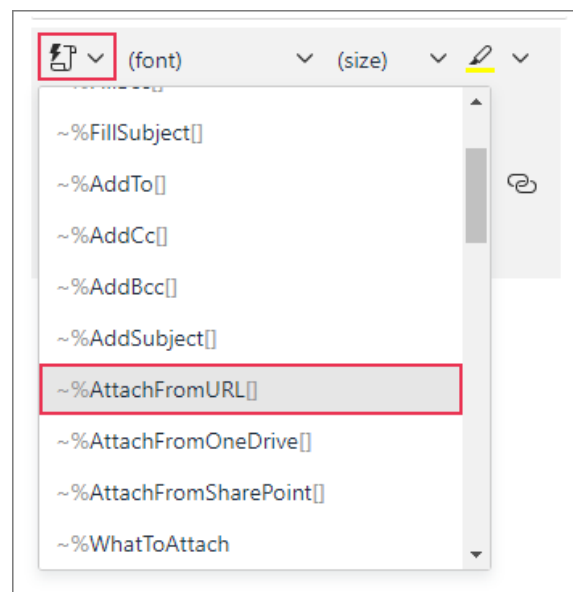 (font) (size)
~%FillSubject[]
~%AddTo[]
~%AddCc[]
~%AddBcc[]
~%AddSubject[]
~%AttachFromURL[]
~%AttachFromOneDrive[]
~%AttachFromSharePoint[]
~%WhatToAttach